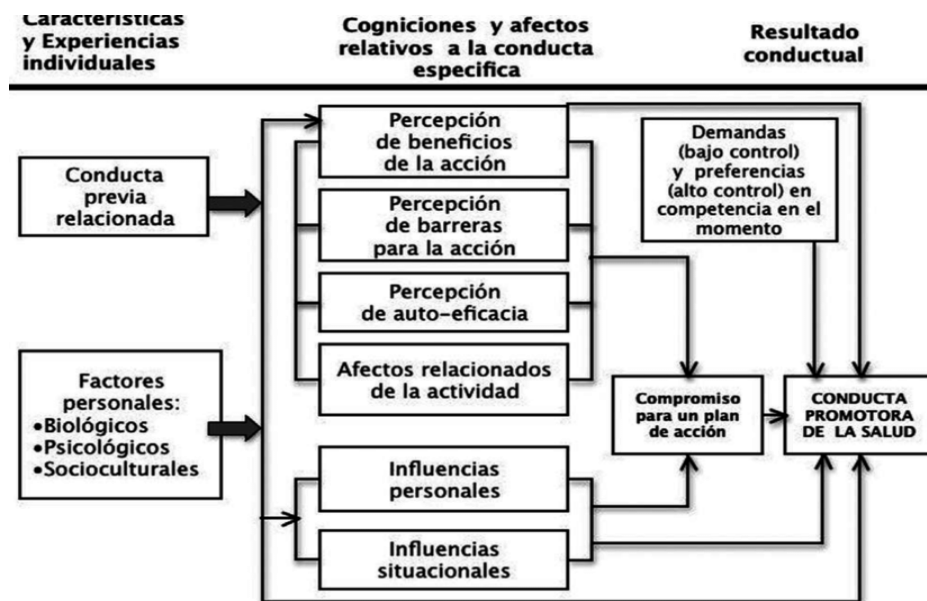 Características
y Experiencias
individuales
Cogniciones y afectos
relativos a la conducta
especifica
Resultado
conductual
Conducta
previa
relacionada
Factores
personales:
•Biológicos
•Psicológicos
•Socioculturales
Percepción
de beneficios
de la acción
Percepción
de barreras
para la acción
Percepción
de auto-eficacia
Afectos relacionados
de la actividad
Influencias
personales
Influencias
situacionales
Demandas
(bajo control)
y preferencias
(alto control) en
competencia en el
momento
Compromiso
para un plan
de acción
CONDUCTA
PROMOTORA
DE LA SALUD